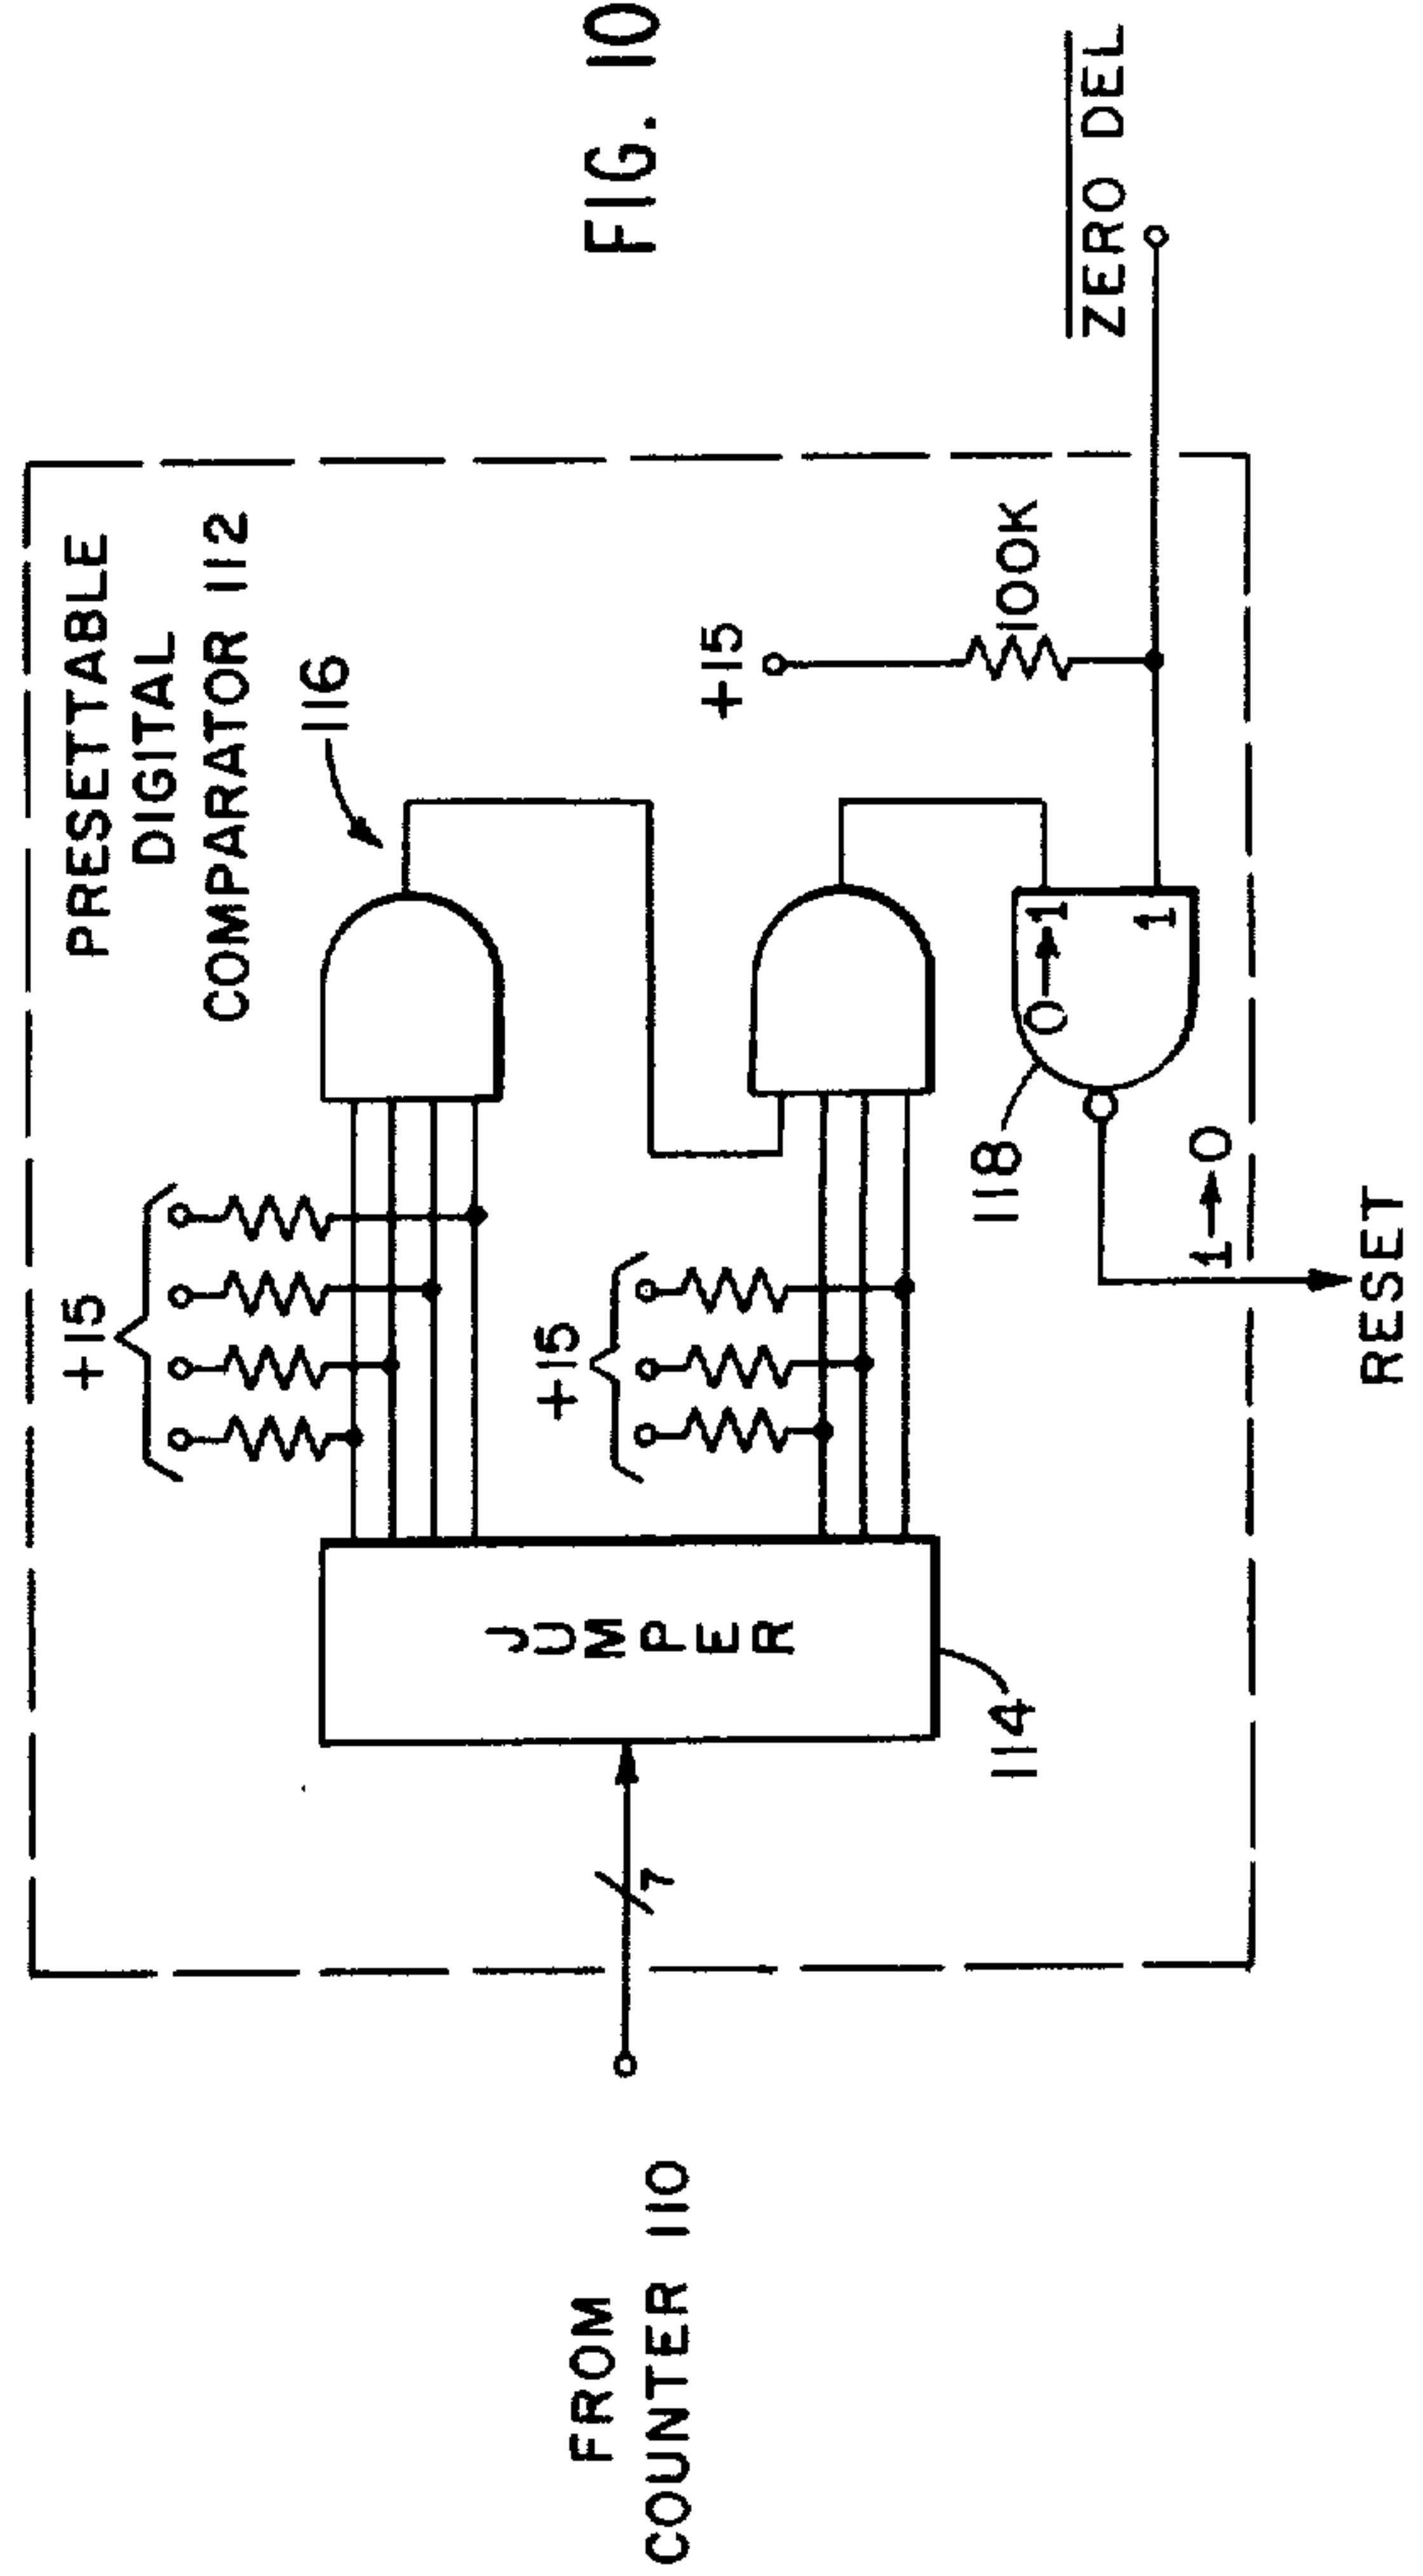 PRESETTABLE
DIGITAL
COMPARATOR 112
+15
116
+15
+15
100K
FROM
COUNTER 110
7
JUMPER
114
118
0→1
1
1→0
RESET
ZERO DEL
FIG. 10